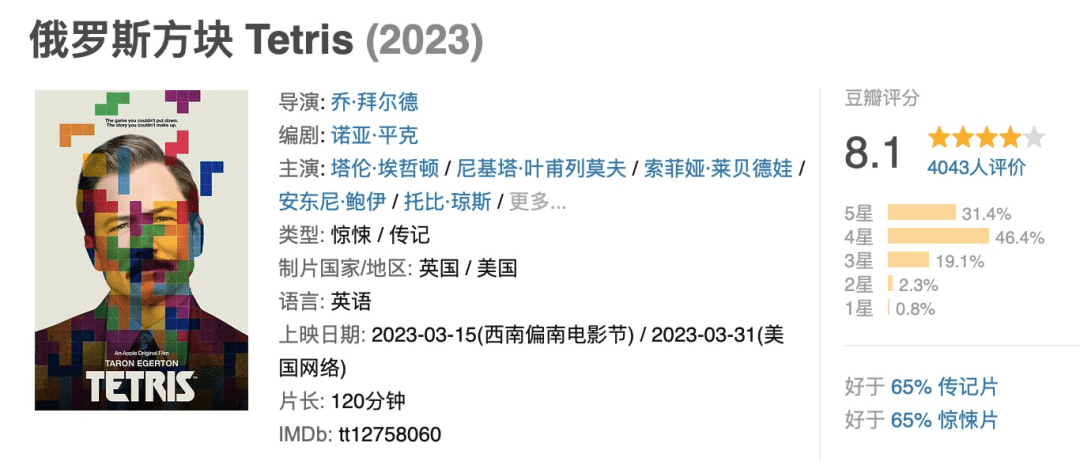 俄罗斯方块 Tetris (2023)
The game you couldn't put down.
The story you couldn't make up.
An Apple Original Film
TARON EGERTON
TETRIS
导演: 乔·拜尔德
编剧: 诺亚·平克
主演: 塔伦·埃哲顿 / 尼基塔·叶甫列莫夫 / 索菲娅·莱贝德娃 /
安东尼·鲍伊 / 托比·琼斯 / 更多...
类型: 惊悚 / 传记
制片国家/地区: 英国 / 美国
语言: 英语
上映日期: 2023-03-15(西南偏南电影节) / 2023-03-31(美
国网络)
片长: 120分钟
IMDb: tt12758060
豆瓣评分
8.1
4043人评价
5星 31.4%
4星 46.4%
3星 19.1%
2星 2.3%
1星 0.8%
好于 65% 传记片
好于 65% 惊悚片